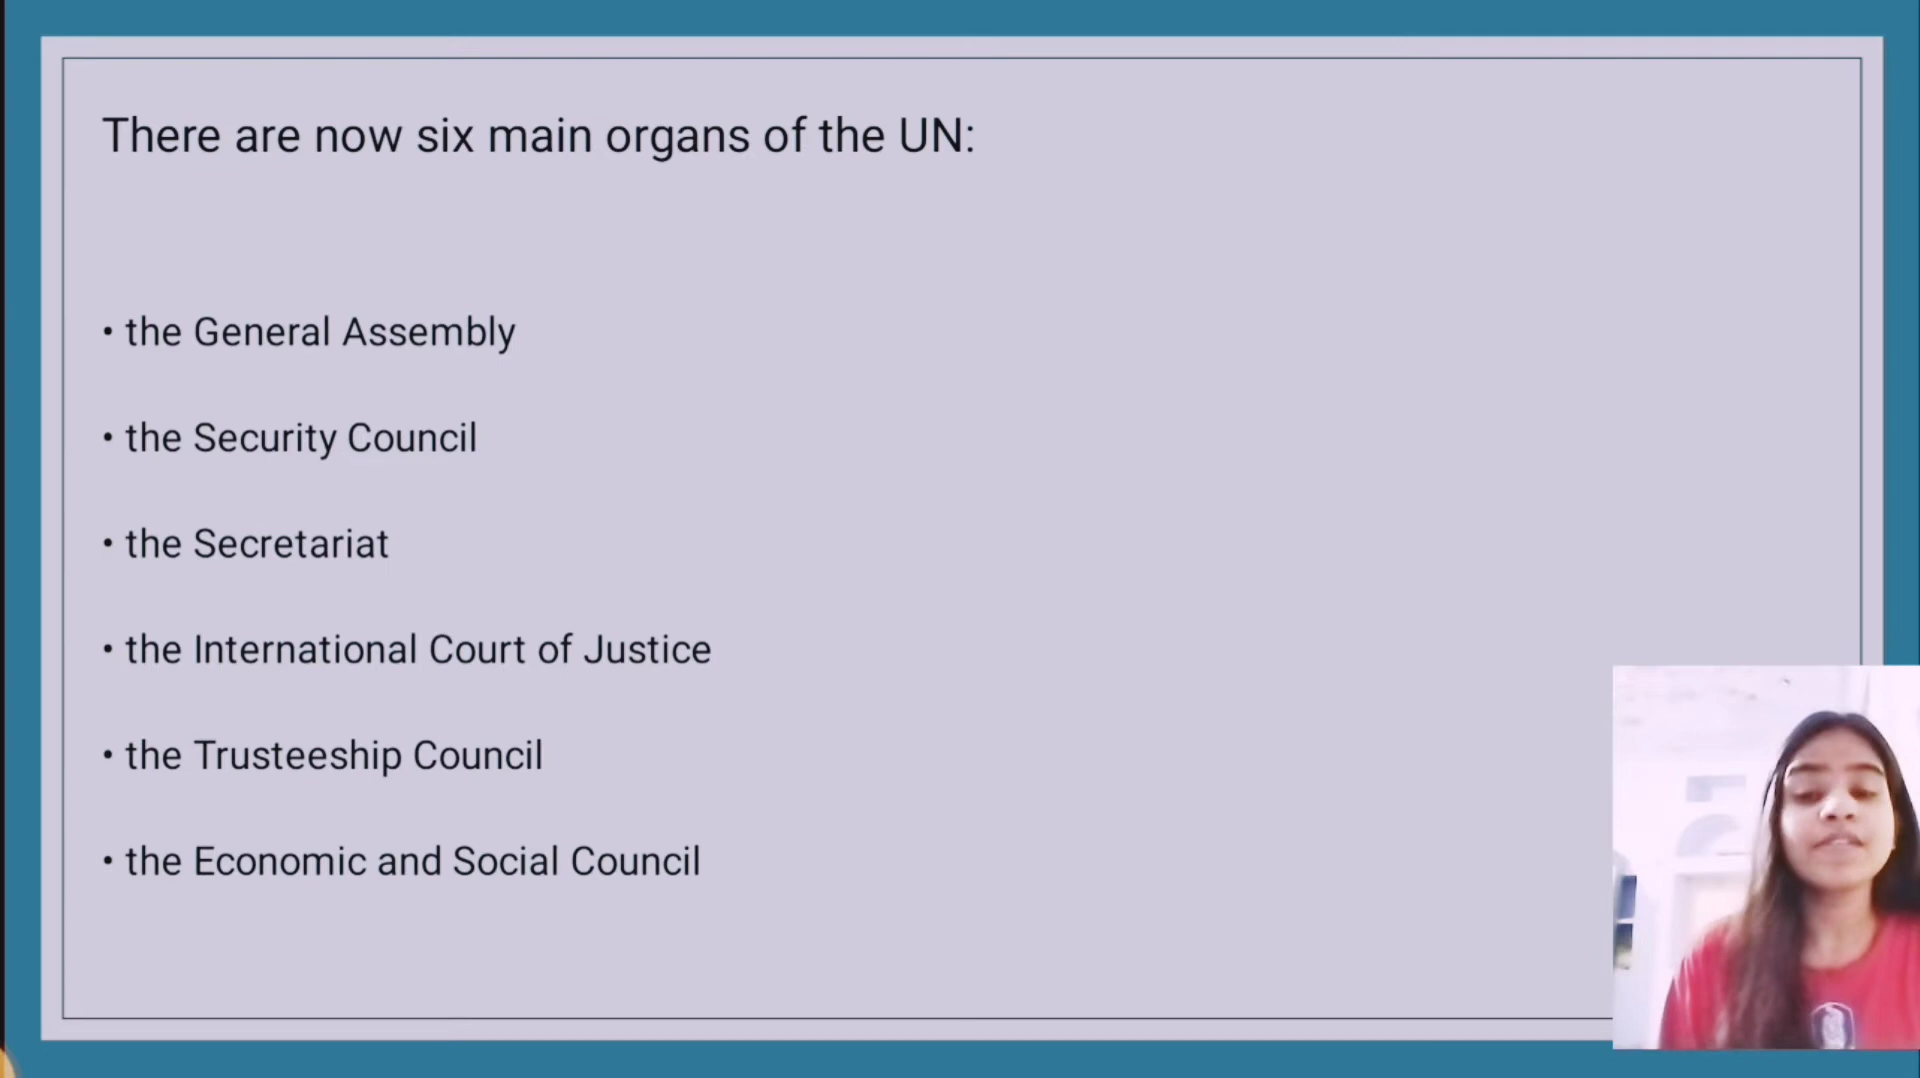 There are now six main organs of the UN:
• the General Assembly
• the Security Council
• the Secretariat
• the International Court of Justice
• the Trusteeship Council
• the Economic and Social Council